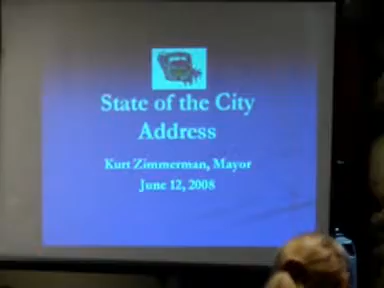 State of the City
Address
Kurt Zimmerman, Mayor
June 12, 2008